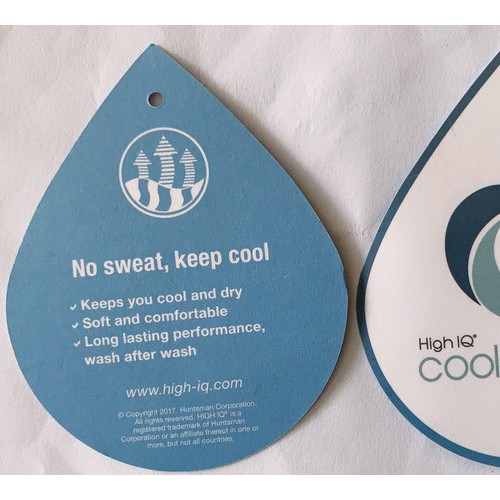 No sweat, keep cool
✓ Keeps you cool and dry
✓ Soft and comfortable
✓ Long lasting performance,
wash after wash
www.high-iq.com
© Copyright 2017. Huntsman Corporation.
All rights reserved. HIGH IQ® is a
registered trademark of Huntsman
Corporation or an affiliate thereof in one or
more, but not all countries.
High IQ®
cool